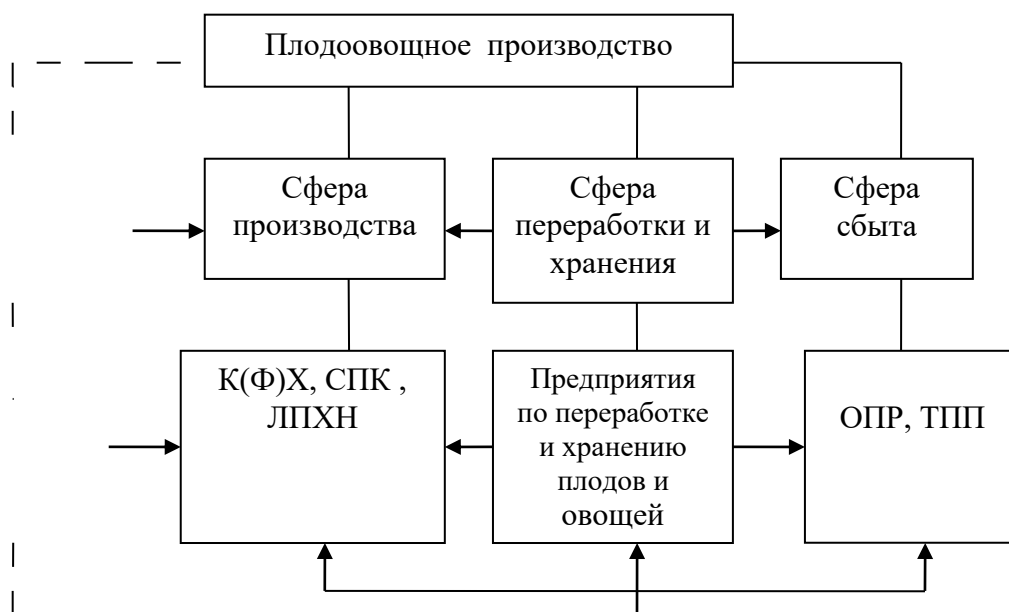 Плодоовощное производство
Сфера
производства
Сфера
переработки и
хранения
Сфера
сбыта
К(Ф)Х, СПК ,
ЛПХН
Предприятия
по переработке
и хранению
плодов и
овощей
ОПР, ТПП